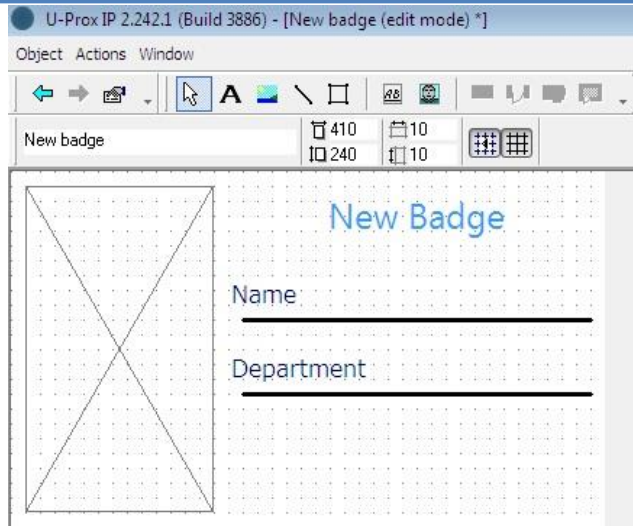 U-Prox IP 2.242.1 (Build 3886) - [New badge (edit mode) *]
Object Actions Window
A AB
New badge 410 10
240 10
New Badge
Name
Department